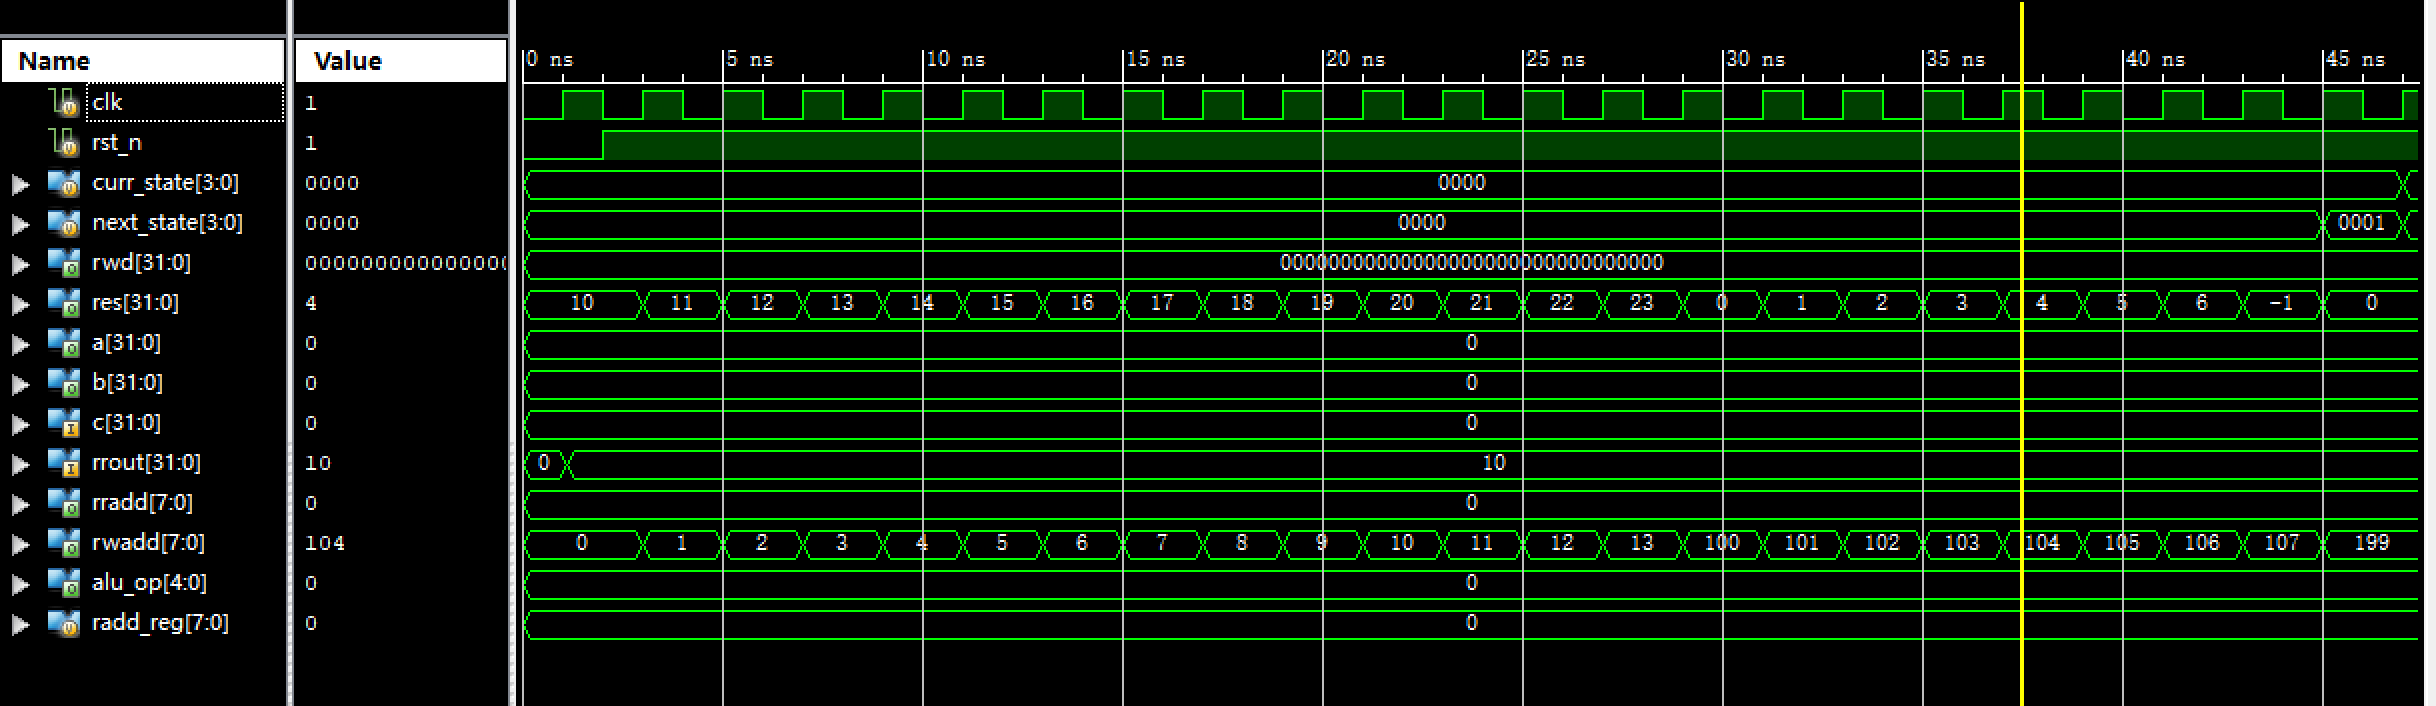 Name Value 0 ns 5 ns 10 ns 15 ns 20 ns 25 ns 30 ns 35 ns 40 ns 45 ns
clk 1
rst_n 1
curr_state[3:0] 0000 0000
next_state[3:0] 0000 0000 0001
rwd[31:0] 00000000000000000000000000000000
res[31:0] 4 10 11 12 13 14 15 16 17 18 19 20 21 22 23 0 1 2 3 4 5 6 -1 0
a[31:0] 0 0
b[31:0] 0 0
c[31:0] 0 0
rrout[31:0] 10 0 10
rradd[7:0] 0 0
rwadd[7:0] 104 0 1 2 3 4 5 6 7 8 9 10 11 12 13 100 101 102 103 104 105 106 107 199
alu_op[4:0] 0 0
radd_reg[7:0] 0 0